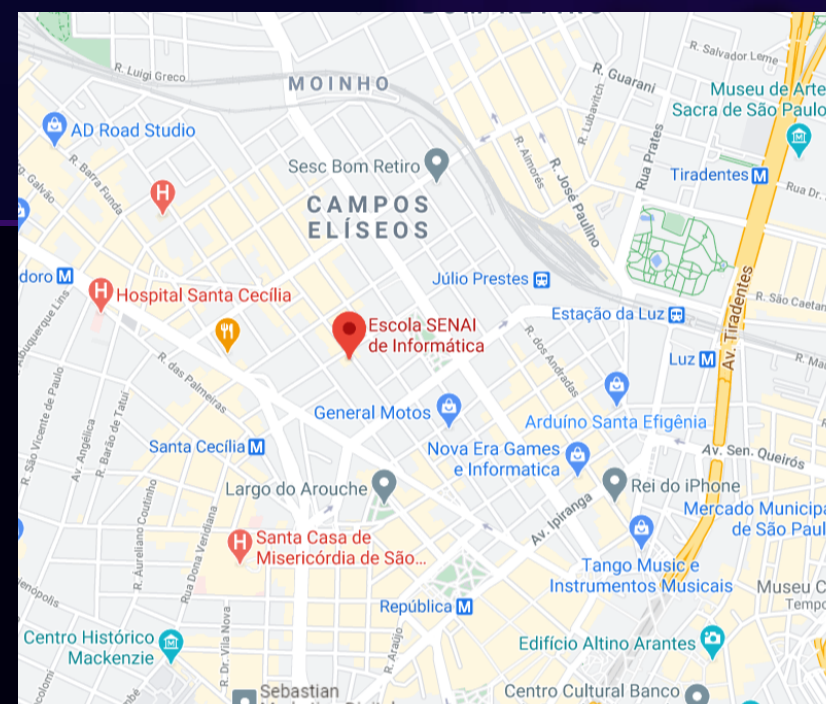 R. Salvador Leme
R. Luigi Greco
MOINHO
R. Guarani
Museu de Arte
Sacra de São Paulo
R. Lubavitch
AD Road Studio
R. Aimorés
R. José Paulino
Rua Prates
Sesc Bom Retiro
R. Barra Funda
Tiradentes M
Rua Dr.
H
CAMPOS
ELÍSEOS
doro M
Júlio Prestes
H Hospital Santa Cecília
R. São Caetan
Estação da Luz
Escola SENAI
de Informática
Albuquerque Lins
Av. Tiradentes
R. dos Andradas
Luz M
R. das Palmeiras
General Motos
Arduíno Santa Efigênia
R. São Vicente de Paulo
Av. Angélica
R. Barão de Tatuí
Santa Cecília M
Nova Era Games
e Informatica
Av. Sen. Queirós
Largo do Arouche
Rei do iPhone
Av. Ipiranga
Mercado Municipa
de São Paul
R. Aureliano Coutinho
Rua Dona Veridiana
H Santa Casa de
Misericórdia de São...
Tango Music e
Instrumentos Musicais
Museu C
Tempo
República M
R. Araújo
R. Dr. Vila Nova
Centro Histórico
Mackenzie
Edifício Altino Arantes
Sebastian
Centro Cultural Banco